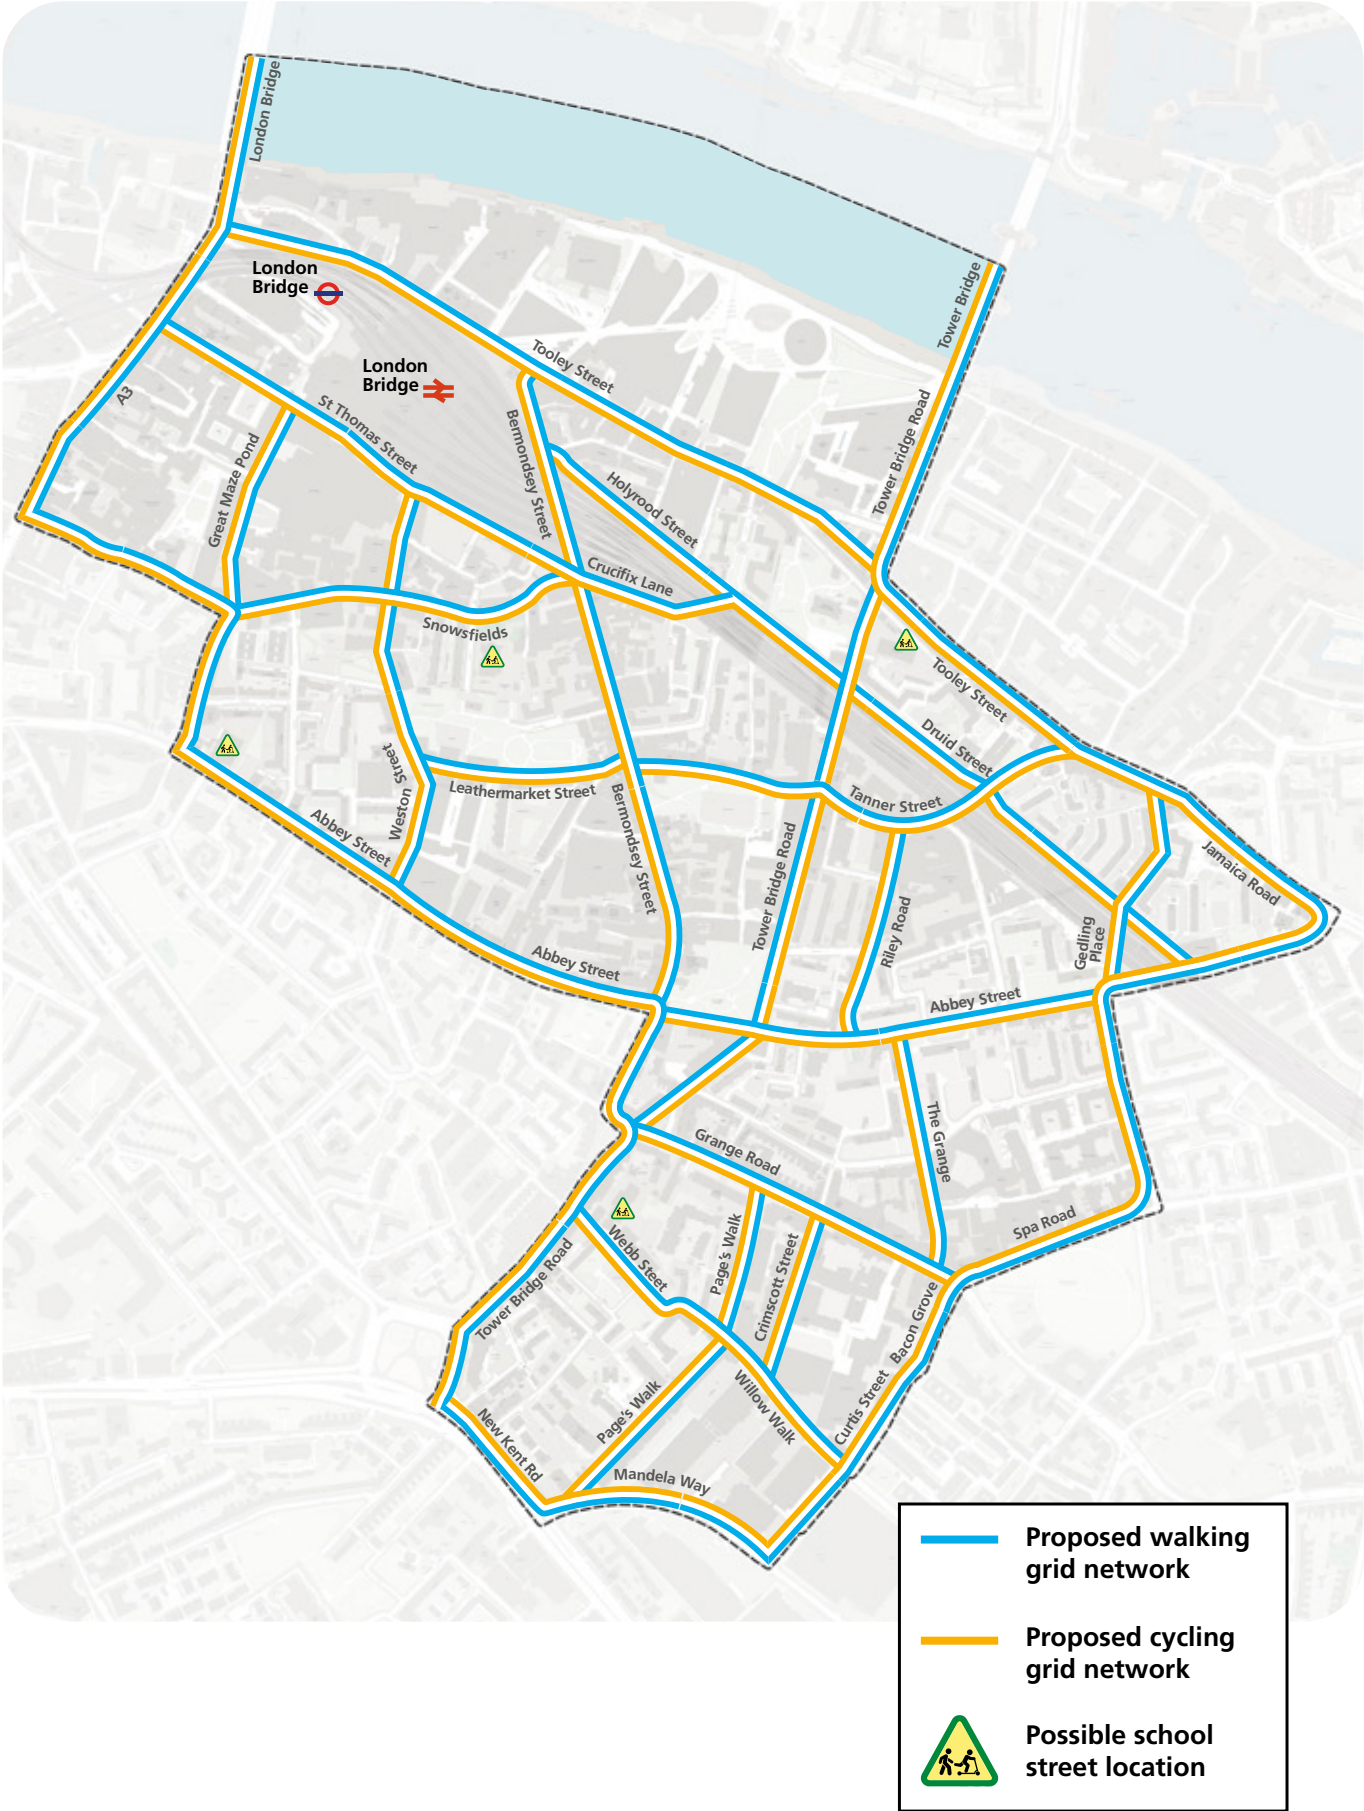 London Bridge
Tower Bridge
London
Bridge
London
Bridge
Tooley Street
A3
St Thomas Street
Great Maze Pond
Bermondsey Street
Holyrood Street
Tower Bridge Road
Crucifix Lane
Snowsfields
Tooley Street
Druid Street
Weston Street
Leathermarket Street
Tanner Street
Abbey Street
Bermondsey Street
Tower Bridge Road
Jamaica Road
Riley Road
Gedling
Place
Abbey Street
Abbey Street
The Grange
Grange Road
Spa Road
Page's Walk
Webb Steet
Crimscott Street
Tower Bridge Road
Bacon Grove
Curtis Street
Willow Walk
Page's Walk
New Kent Rd
Mandela Way
Proposed walking
grid network
Proposed cycling
grid network
Possible school
street location